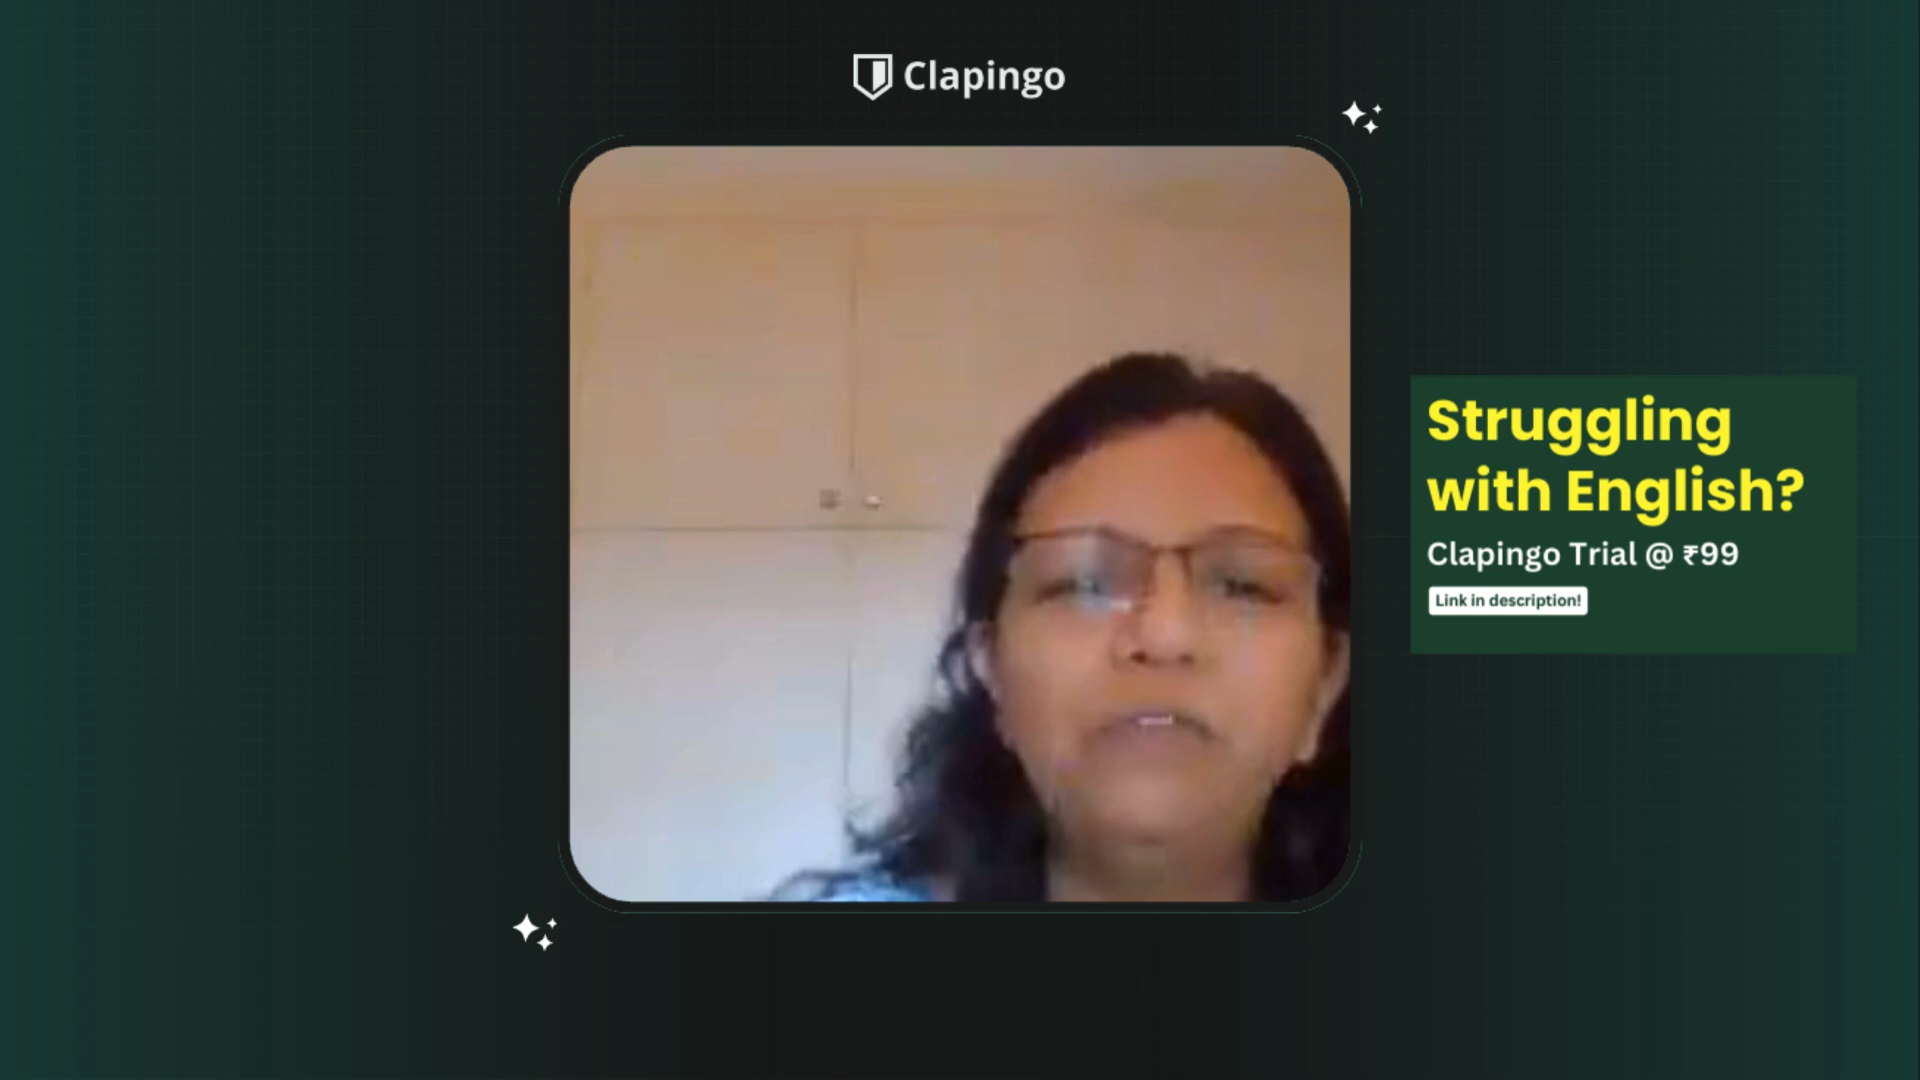 Clapingo
Struggling
with English?
Clapingo Trial @ ₹99
Link in description!